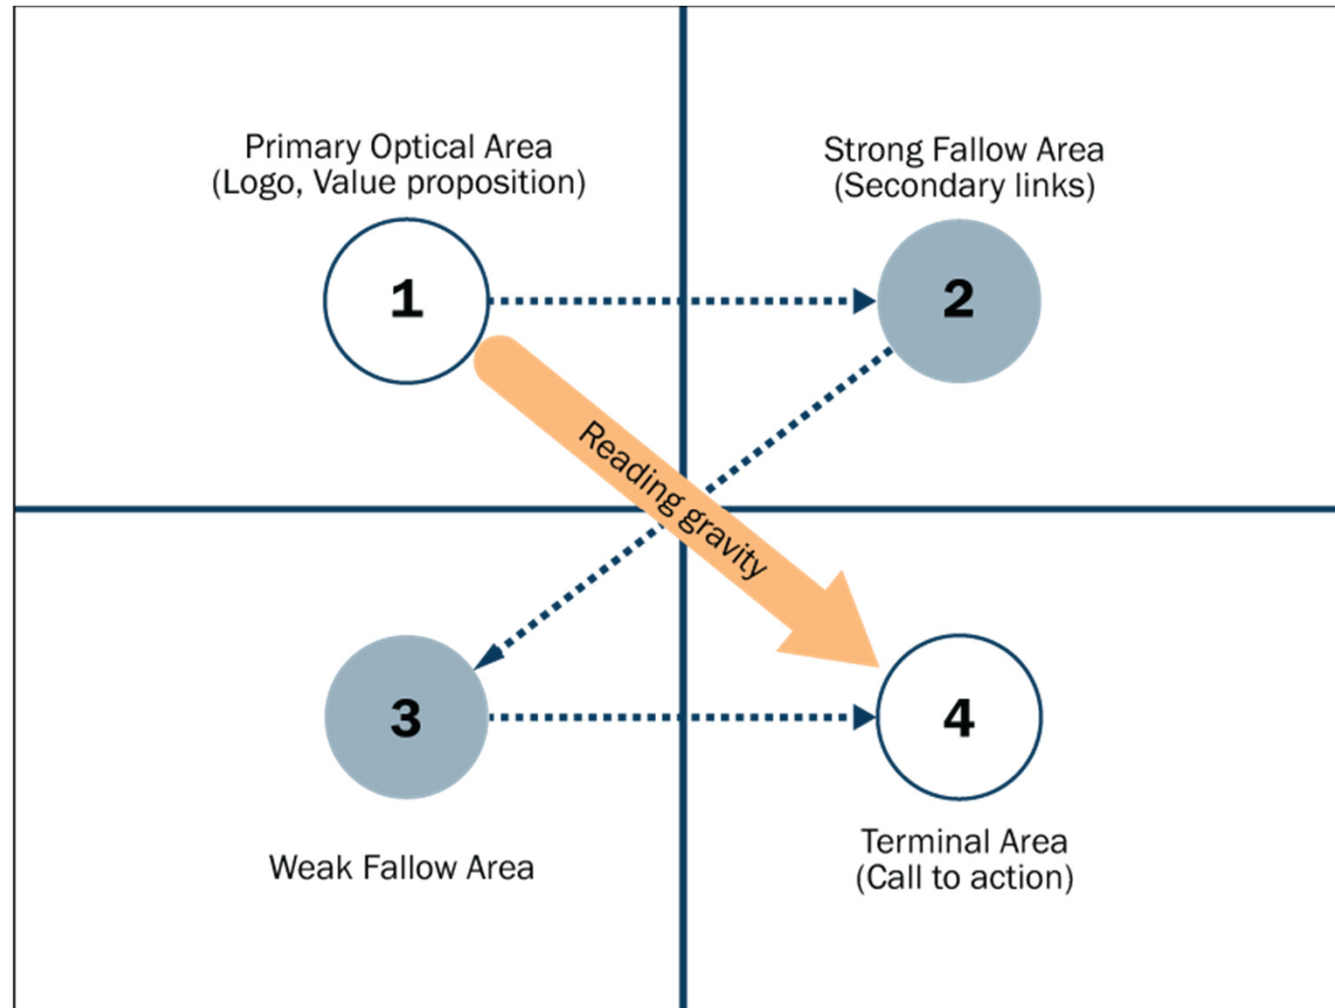 Primary Optical Area
(Logo, Value proposition)
1
Strong Fallow Area
(Secondary links)
2
Reading gravity
3
Weak Fallow Area
4
Terminal Area
(Call to action)